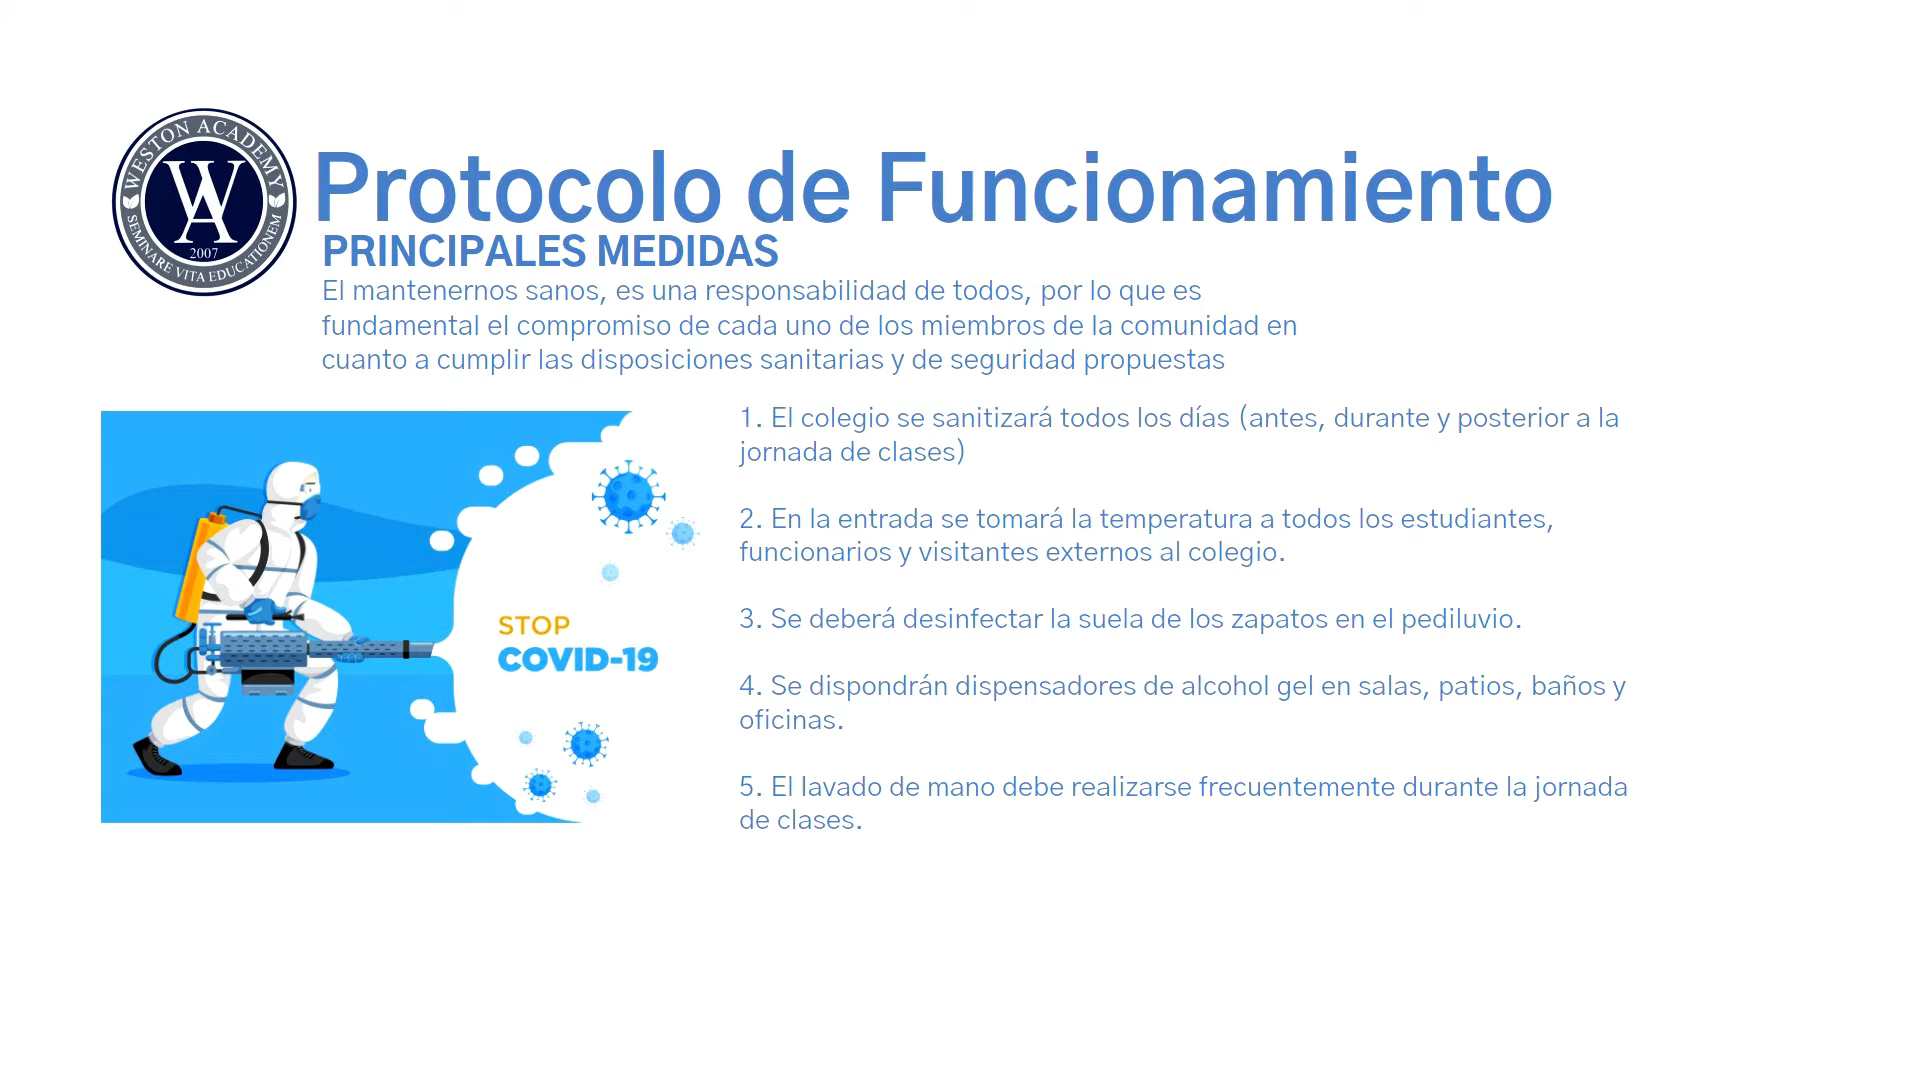 WESTON ACADEMY
WA
2007
SEMINARE VITA EDUCATIONEM
Protocolo de Funcionamiento
PRINCIPALES MEDIDAS
El mantenernos sanos, es una responsabilidad de todos, por lo que es
fundamental el compromiso de cada uno de los miembros de la comunidad en
cuanto a cumplir las disposiciones sanitarias y de seguridad propuestas
STOP
COVID-19
1. El colegio se sanitizará todos los días (antes, durante y posterior a la
jornada de clases)
2. En la entrada se tomará la temperatura a todos los estudiantes,
funcionarios y visitantes externos al colegio.
3. Se deberá desinfectar la suela de los zapatos en el pediluvio.
4. Se dispondrán dispensadores de alcohol gel en salas, patios, baños y
oficinas.
5. El lavado de mano debe realizarse frecuentemente durante la jornada
de clases.